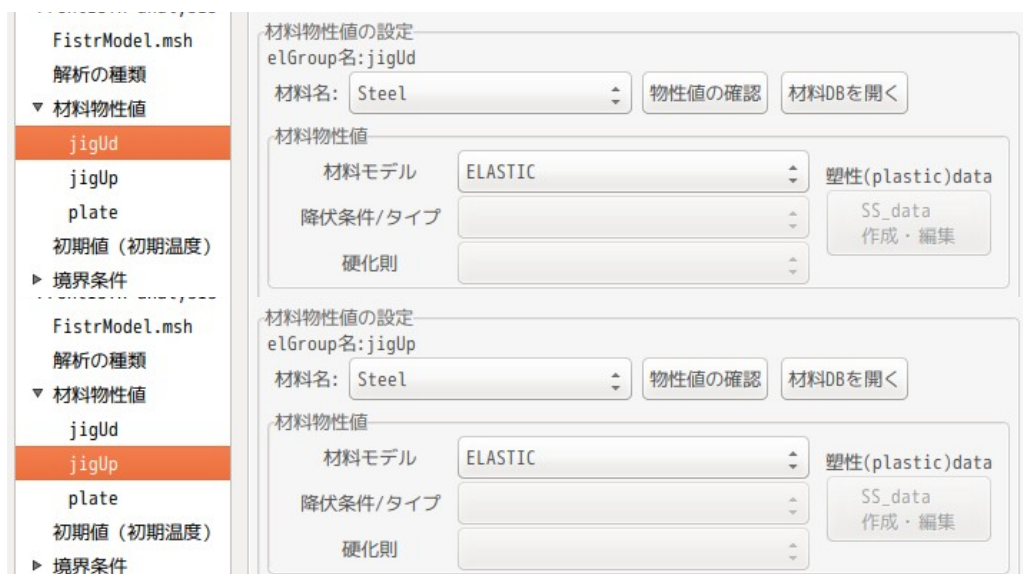 FistrModel.msh
解析の種類
▼ 材料物性値
jigUd
jigUp
plate
初期値（初期温度）
▶ 境界条件
材料物性値の設定
elGroup名:jigUd
材料名: Steel 物性値の確認 材料DBを開く
材料物性値
材料モデル ELASTIC 塑性(plastic)data
降伏条件/タイプ SS_data
作成・編集
硬化則
FistrModel.msh
解析の種類
▼ 材料物性値
jigUd
jigUp
plate
初期値（初期温度）
▶ 境界条件
材料物性値の設定
elGroup名:jigUp
材料名: Steel 物性値の確認 材料DBを開く
材料物性値
材料モデル ELASTIC 塑性(plastic)data
降伏条件/タイプ SS_data
作成・編集
硬化則